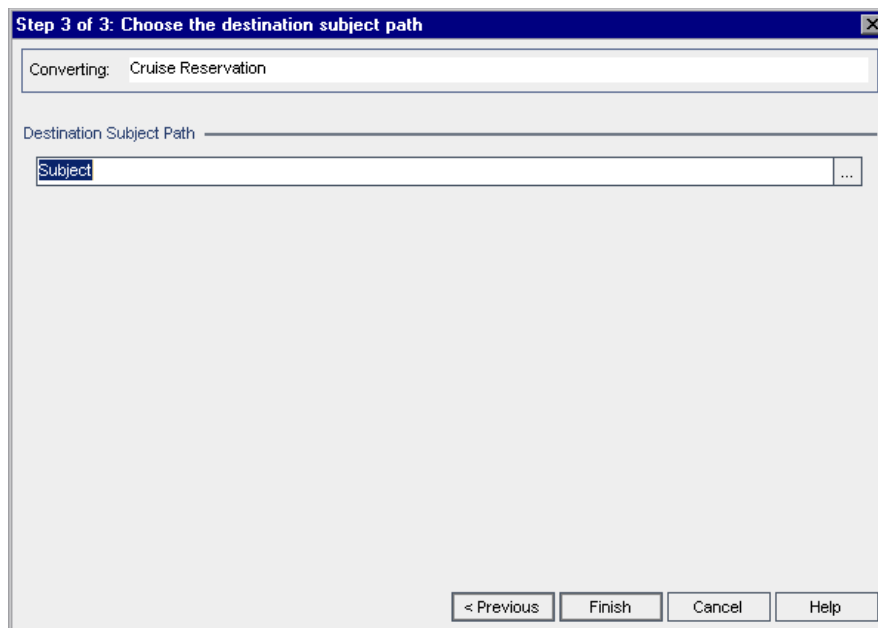 Step 3 of 3: Choose the destination subject path
Converting: Cruise Reservation
Destination Subject Path
Subject ...
< Previous Finish Cancel Help